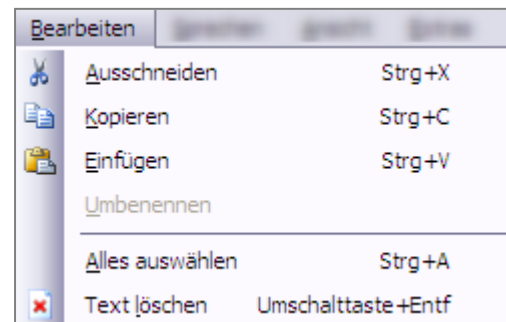 Bearbeiten
Ausschneiden Strg+X
Kopieren Strg+C
Einfügen Strg+V
Umbenennen
Alles auswählen Strg+A
Text löschen Umschalttaste+Entf